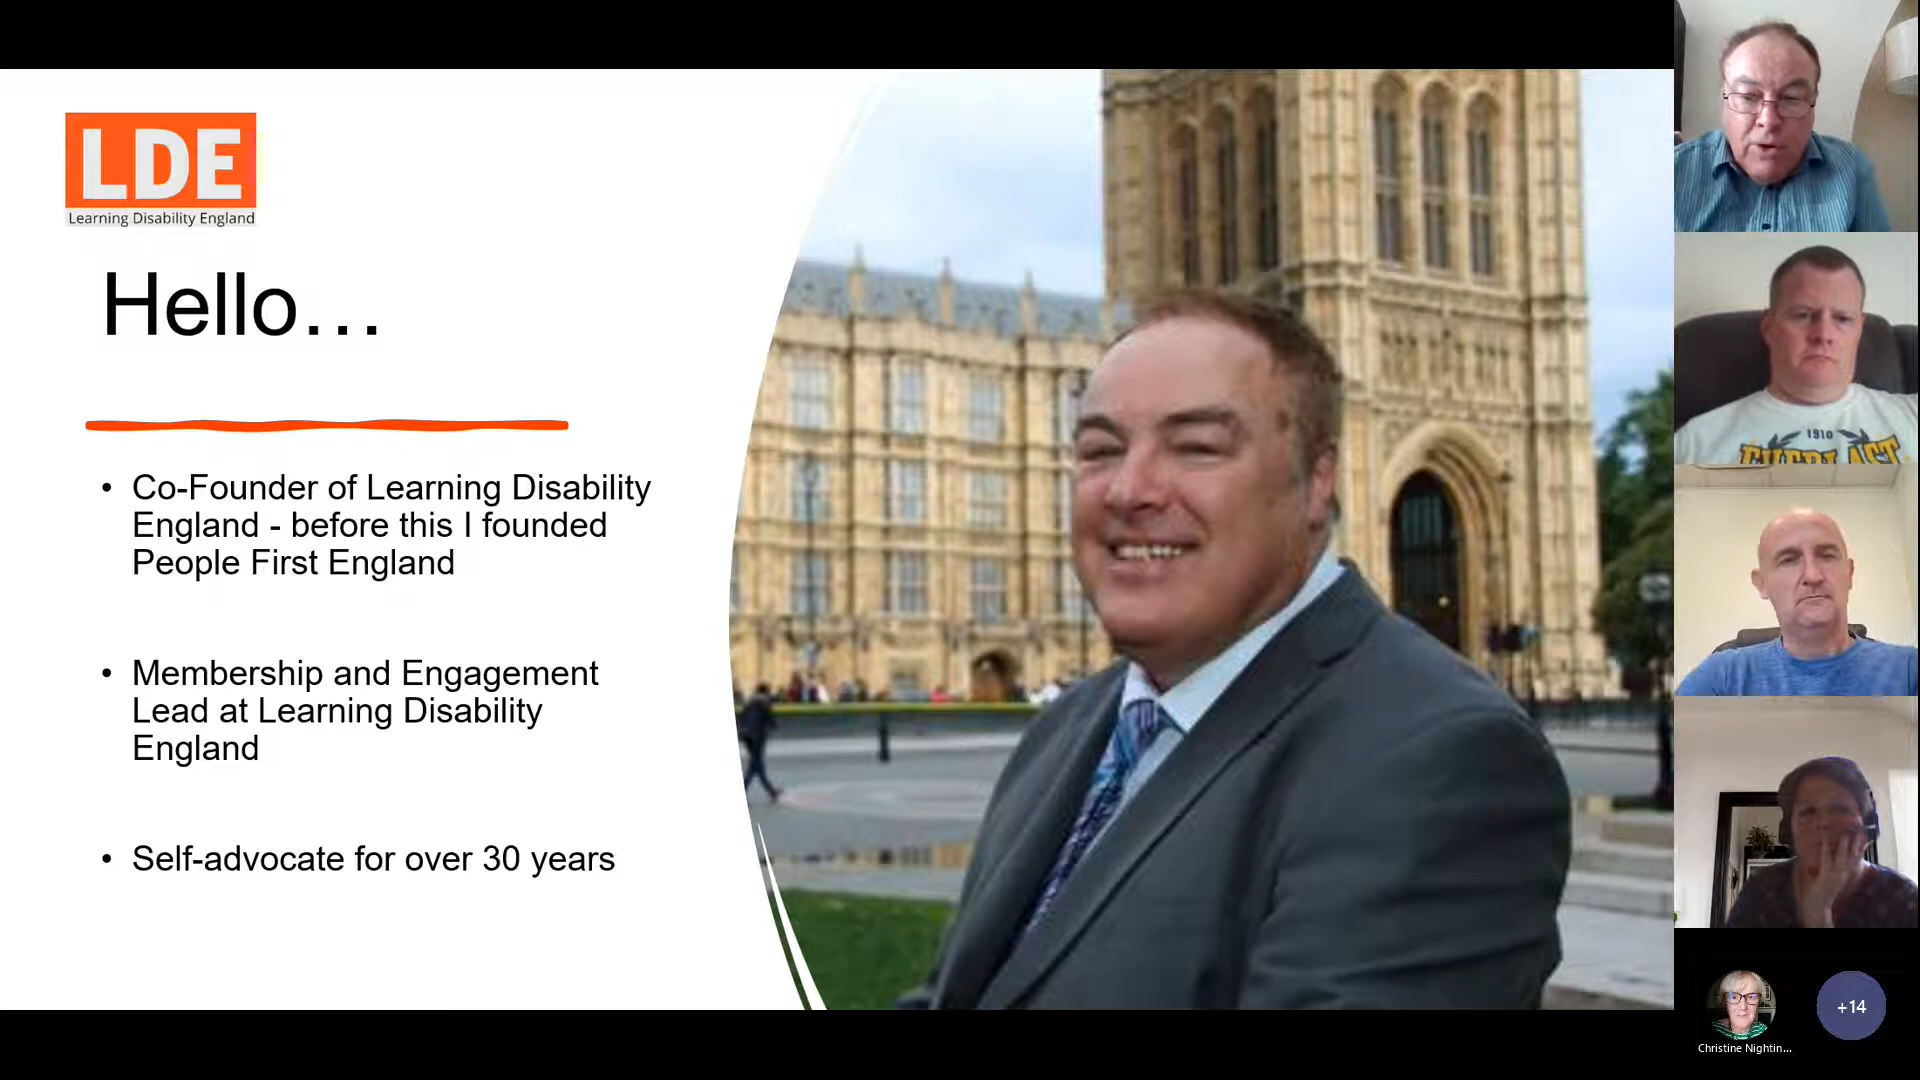 LDE
Learning Disability England
Hello…
• Co-Founder of Learning Disability
England - before this I founded
People First England
• Membership and Engagement
Lead at Learning Disability
England
• Self-advocate for over 30 years
1910
EVERLAST
Christine Nightin...
+14